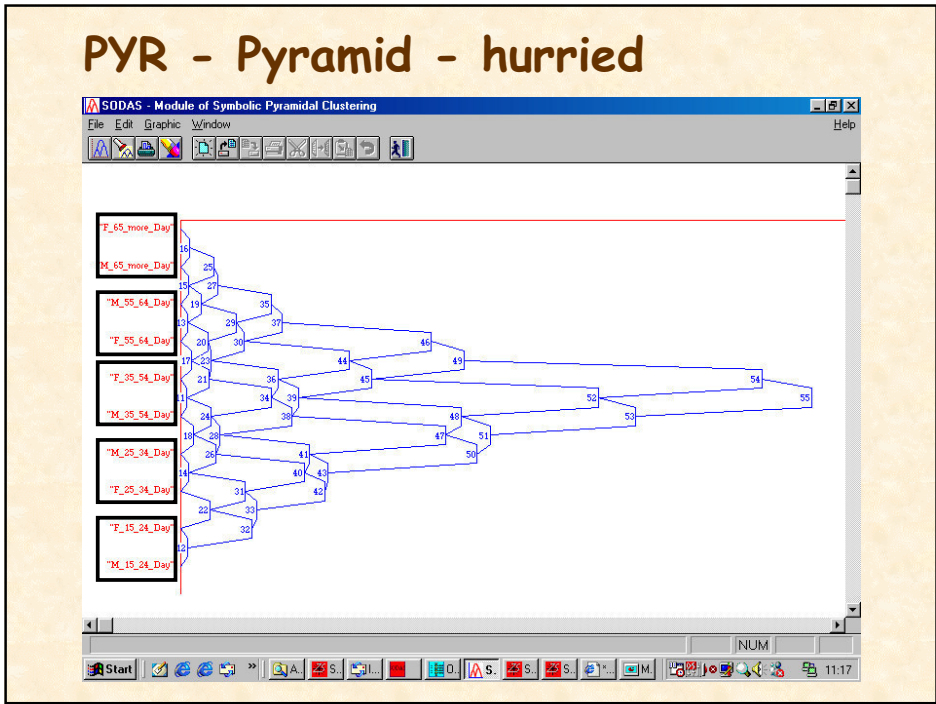 PYR - Pyramid - hurried
SODAS - Module of Symbolic Pyramidal Clustering
File Edit Graphic Window Help
"F_65_more_Day"
16
"M_65_more_Day" 25
15 27
"M_55_64_Day" 19 35
13 29 37
"F_55_64_Day" 20 30 46
17 23 44 49
"F_35_54_Day" 21 36 45 54
11 34 39 52 55
"M_35_54_Day" 24 38 48 53
18 28 47 51
"M_25_34_Day" 26 41 50
14 40 43
"F_25_34_Day" 31 42
22 33
"F_15_24_Day" 32
12
"M_15_24_Day"
NUM
Start » A.. S.. I... O.. S. S.. S.. "... M. 11:17